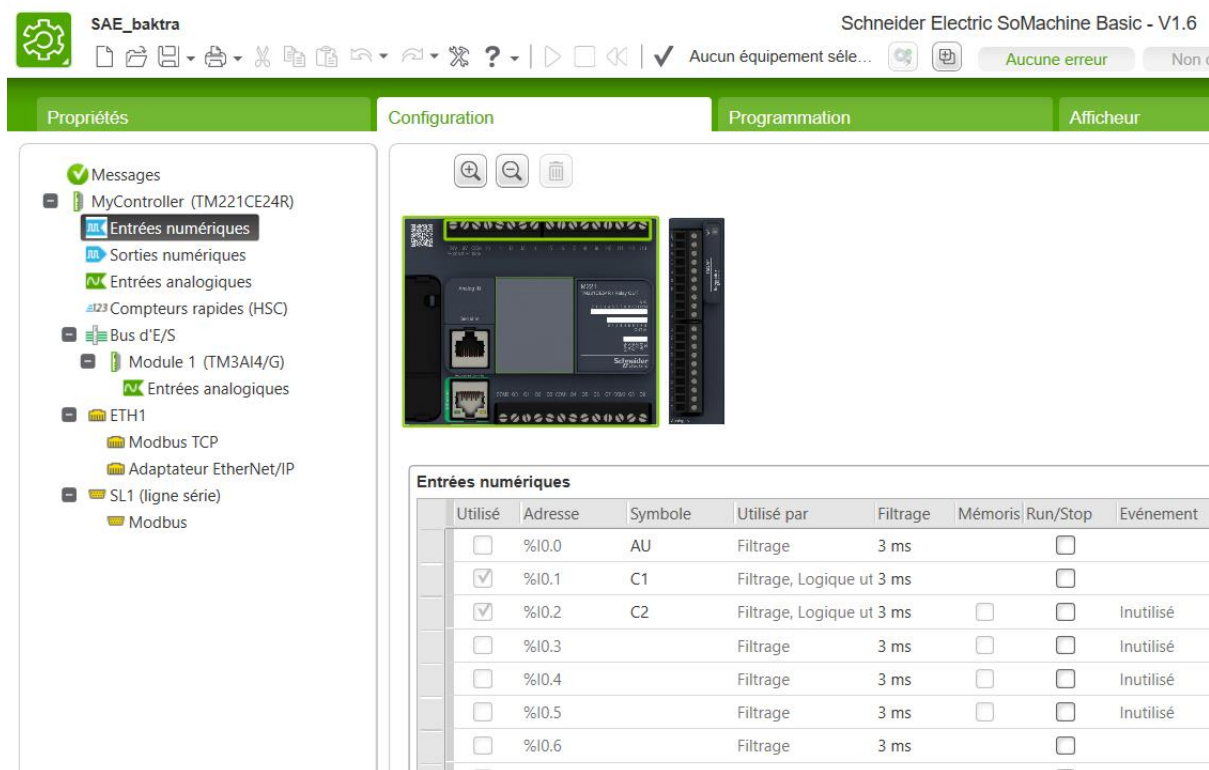 SAE_baktra
Schneider Electric SoMachine Basic - V1.6
Aucun équipement séle...
Aucune erreur
Non
Propriétés
Configuration
Programmation
Afficheur
Messages
MyController (TM221CE24R)
Entrées numériques
Sorties numériques
Entrées analogiques
Compteurs rapides (HSC)
Bus d'E/S
Module 1 (TM3AI4/G)
Entrées analogiques
ETH1
Modbus TCP
Adaptateur EtherNet/IP
SL1 (ligne série)
Modbus
Schneider
Electric
Entrées numériques
Utilisé Adresse Symbole Utilisé par Filtrage Mémoris Run/Stop Evénement
%I0.0 AU Filtrage 3 ms
%I0.1 C1 Filtrage, Logique ut 3 ms
%I0.2 C2 Filtrage, Logique ut 3 ms Inutilisé
%I0.3 Filtrage 3 ms Inutilisé
%I0.4 Filtrage 3 ms Inutilisé
%I0.5 Filtrage 3 ms Inutilisé
%I0.6 Filtrage 3 ms